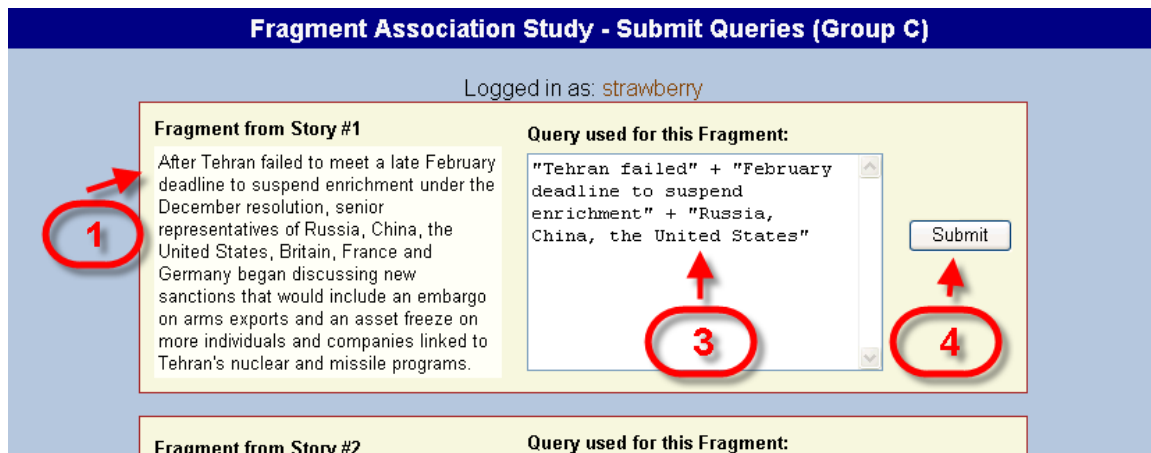 Fragment Association Study - Submit Queries (Group C)
Logged in as: strawberry
Fragment from Story #1
After Tehran failed to meet a late February
deadline to suspend enrichment under the
December resolution, senior
representatives of Russia, China, the
United States, Britain, France and
Germany began discussing new
sanctions that would include an embargo
on arms exports and an asset freeze on
more individuals and companies linked to
Tehran's nuclear and missile programs.
1
Query used for this Fragment:
"Tehran failed" + "February
deadline to suspend
enrichment" + "Russia,
China, the United States"
3
Submit
4
Fragment from Story #2
Query used for this Fragment: